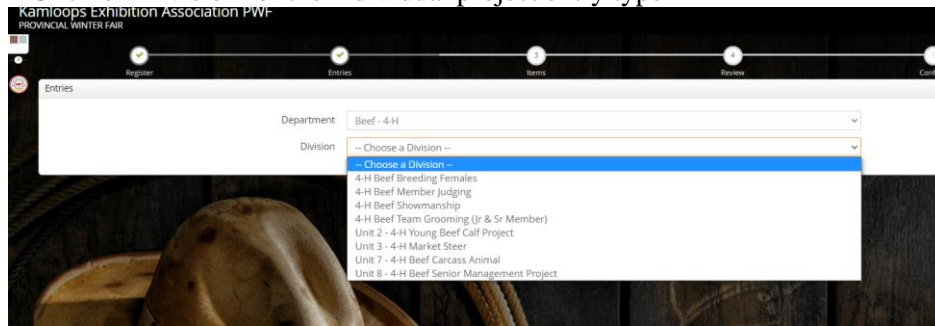 Kamloops Exhibition Association PWF
PROVINCIAL WINTER FAIR
3
4
Register
Entries
Items
Review
Conf
Entries
Department
Beef - 4-H
Division
-- Choose a Division --
-- Choose a Division --
4-H Beef Breeding Females
4-H Beef Member Judging
4-H Beef Showmanship
4-H Beef Team Grooming (Jr & Sr Member)
Unit 2 - 4-H Young Beef Calf Project
Unit 3 - 4-H Market Steer
Unit 7 - 4-H Beef Carcass Animal
Unit 8 - 4-H Beef Senior Management Project